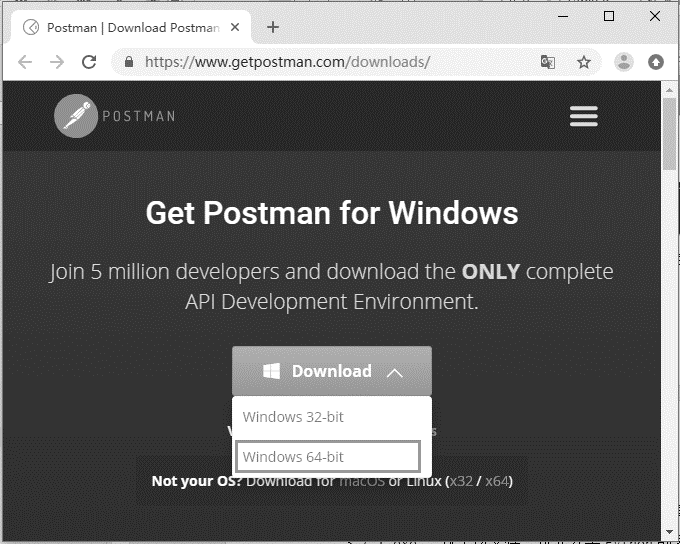 Postman | Download Postman
https://www.getpostman.com/downloads/
POSTMAN
Get Postman for Windows
Join 5 million developers and download the ONLY complete
API Development Environment.
Download
Windows 32-bit
Windows 64-bit
Not your OS? Download for macOS or Linux (x32 / x64)